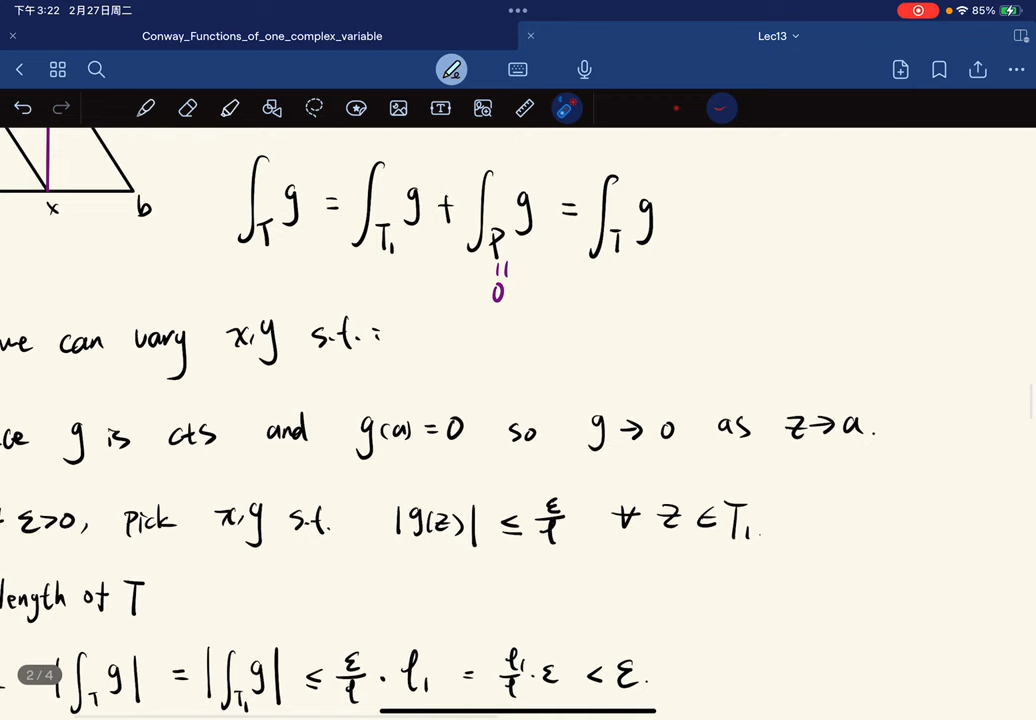 下午3:22 2月27日周二
85%
Conway_Functions_of_one_complex_variable
Lec13
x b
∫_T g = ∫_{T_1} g + ∫_P g = ∫_T g
||
0
we can vary x,y s.t. :
ce g is cts and g(a) = 0 so g → 0 as z → a.
ε>0, pick x,y s.t. |g(z)| ≤ ε/ℓ ∀ z ∈ T_1.
length of T
2 / 4
|∫_T g| = |∫_{T_1} g| ≤ ε/ℓ · ℓ_1 = ℓ_1/ℓ · ε < ε.